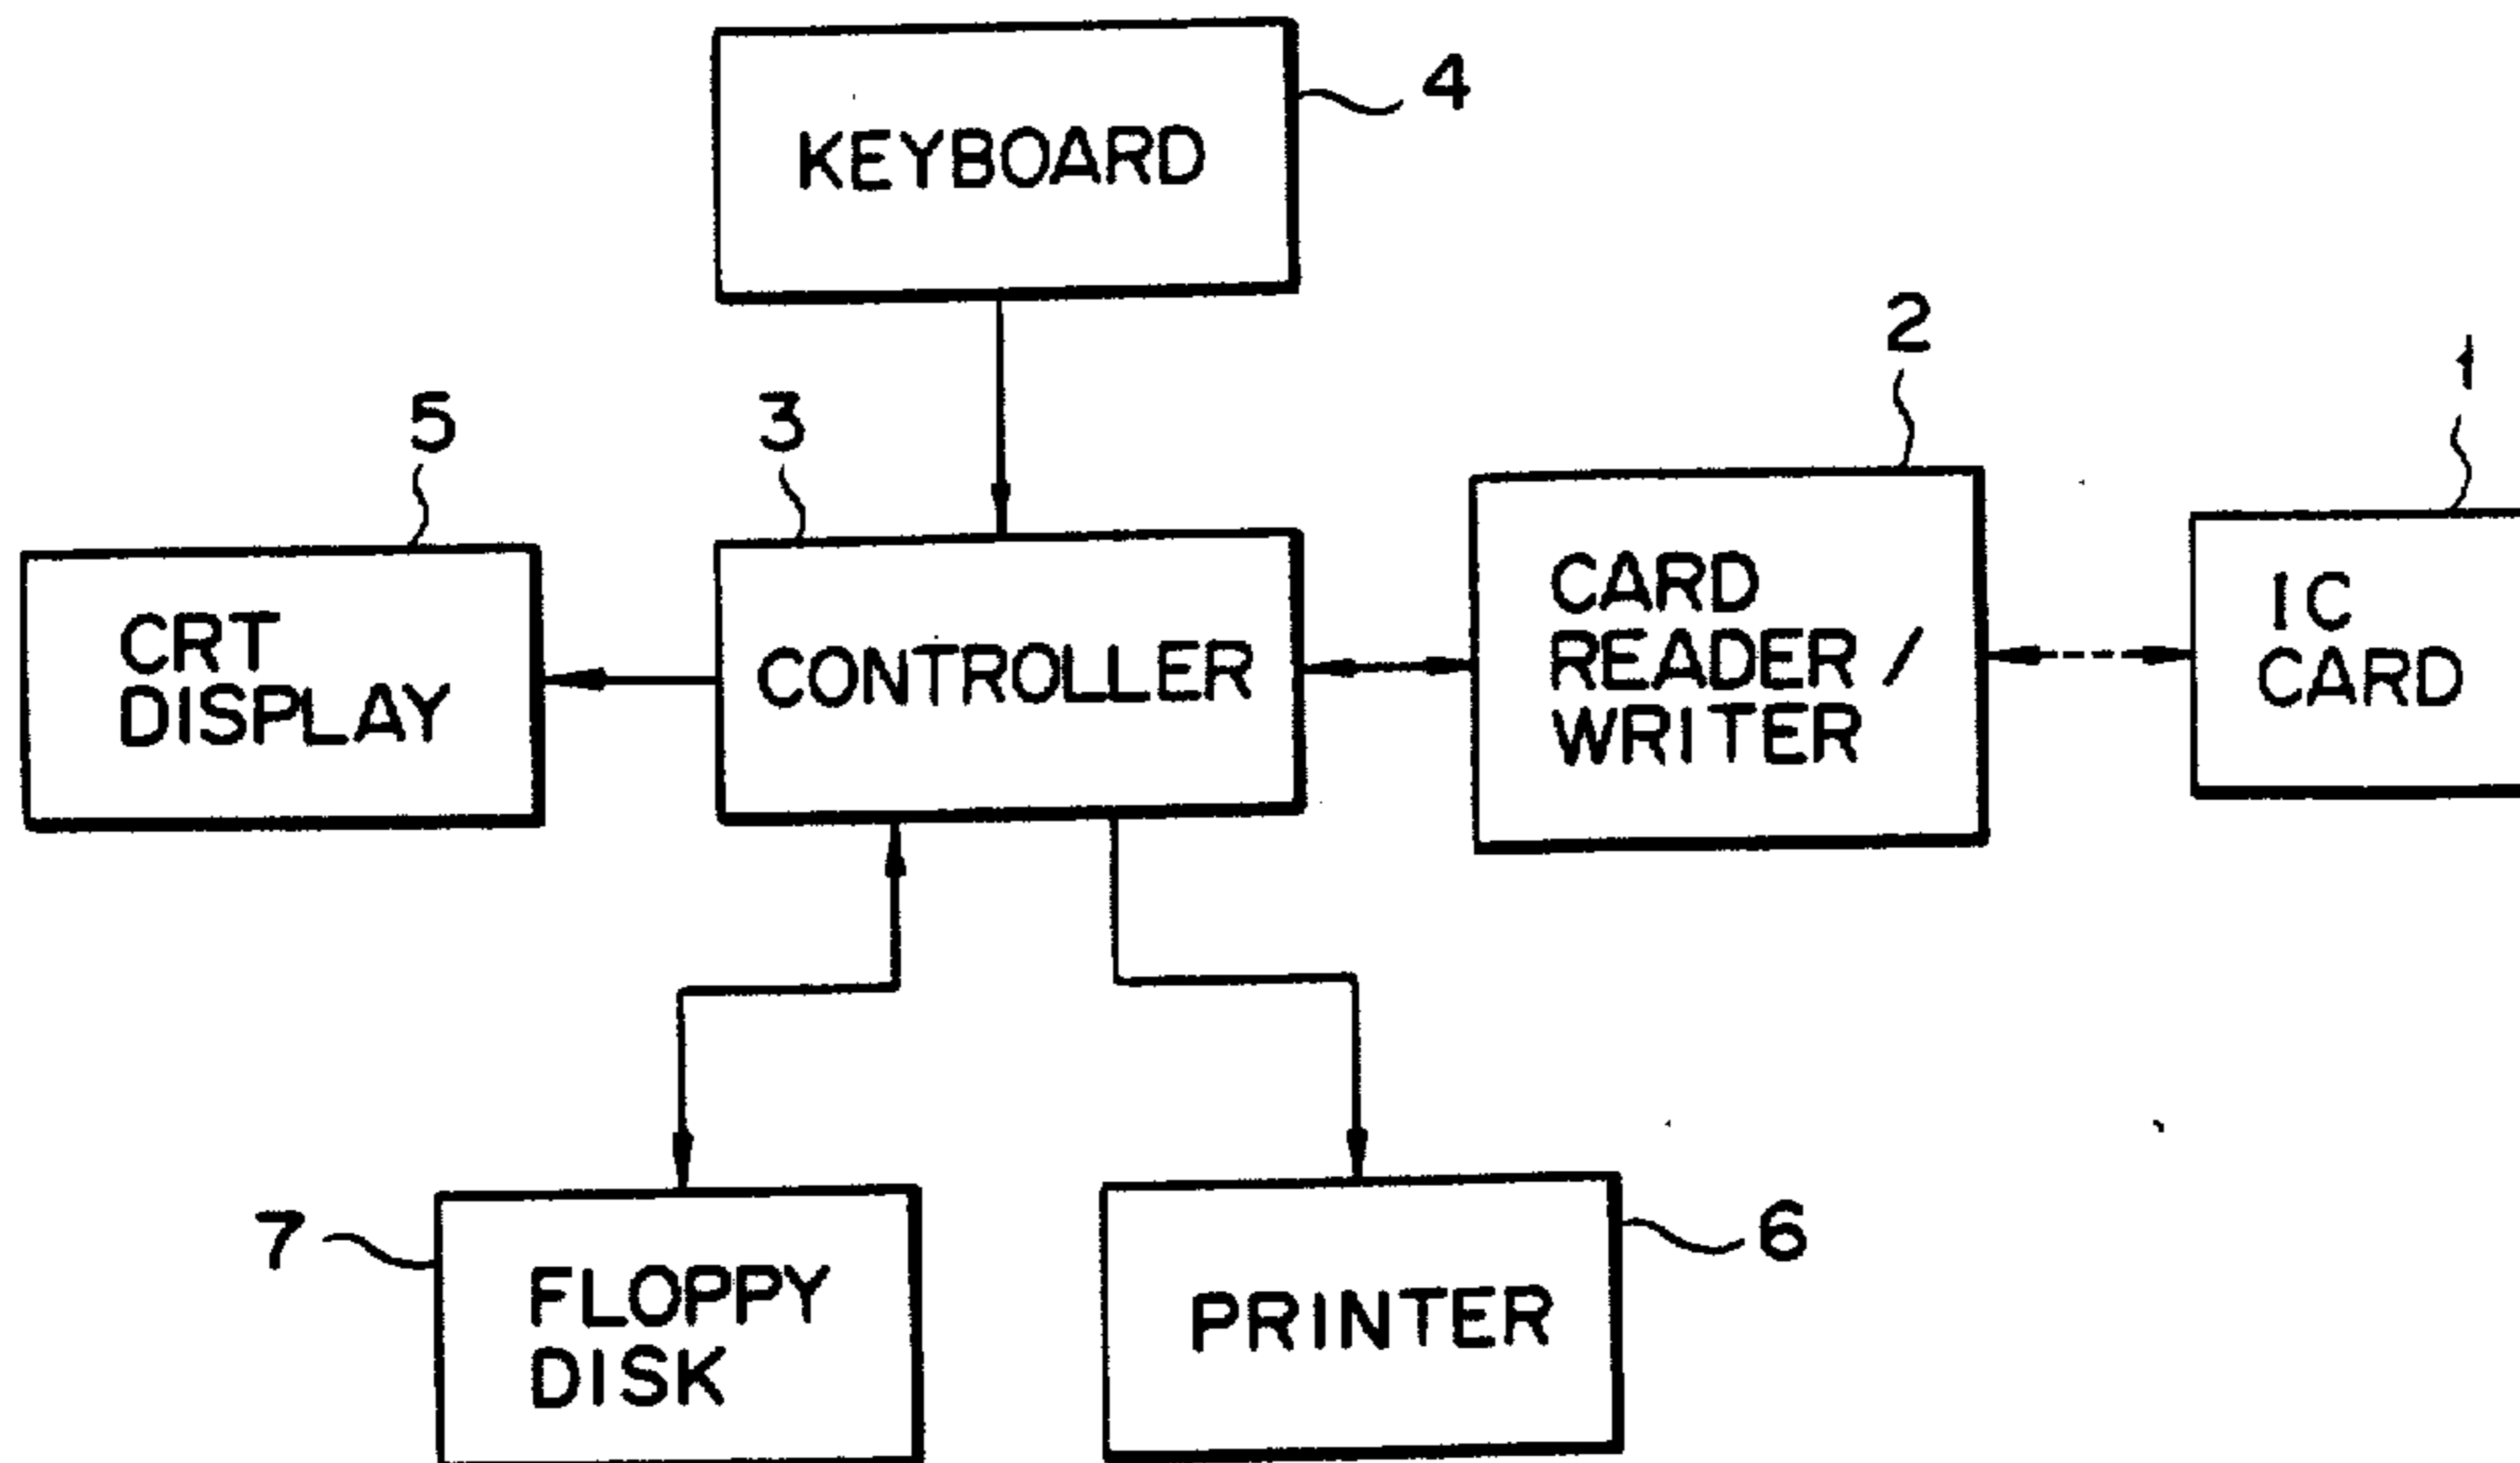 4
KEYBOARD
2
1
5
3
CRT
DISPLAY
CONTROLLER
CARD
READER /
WRITER
IC
CARD
7
FLOPPY
DISK
6
PRINTER